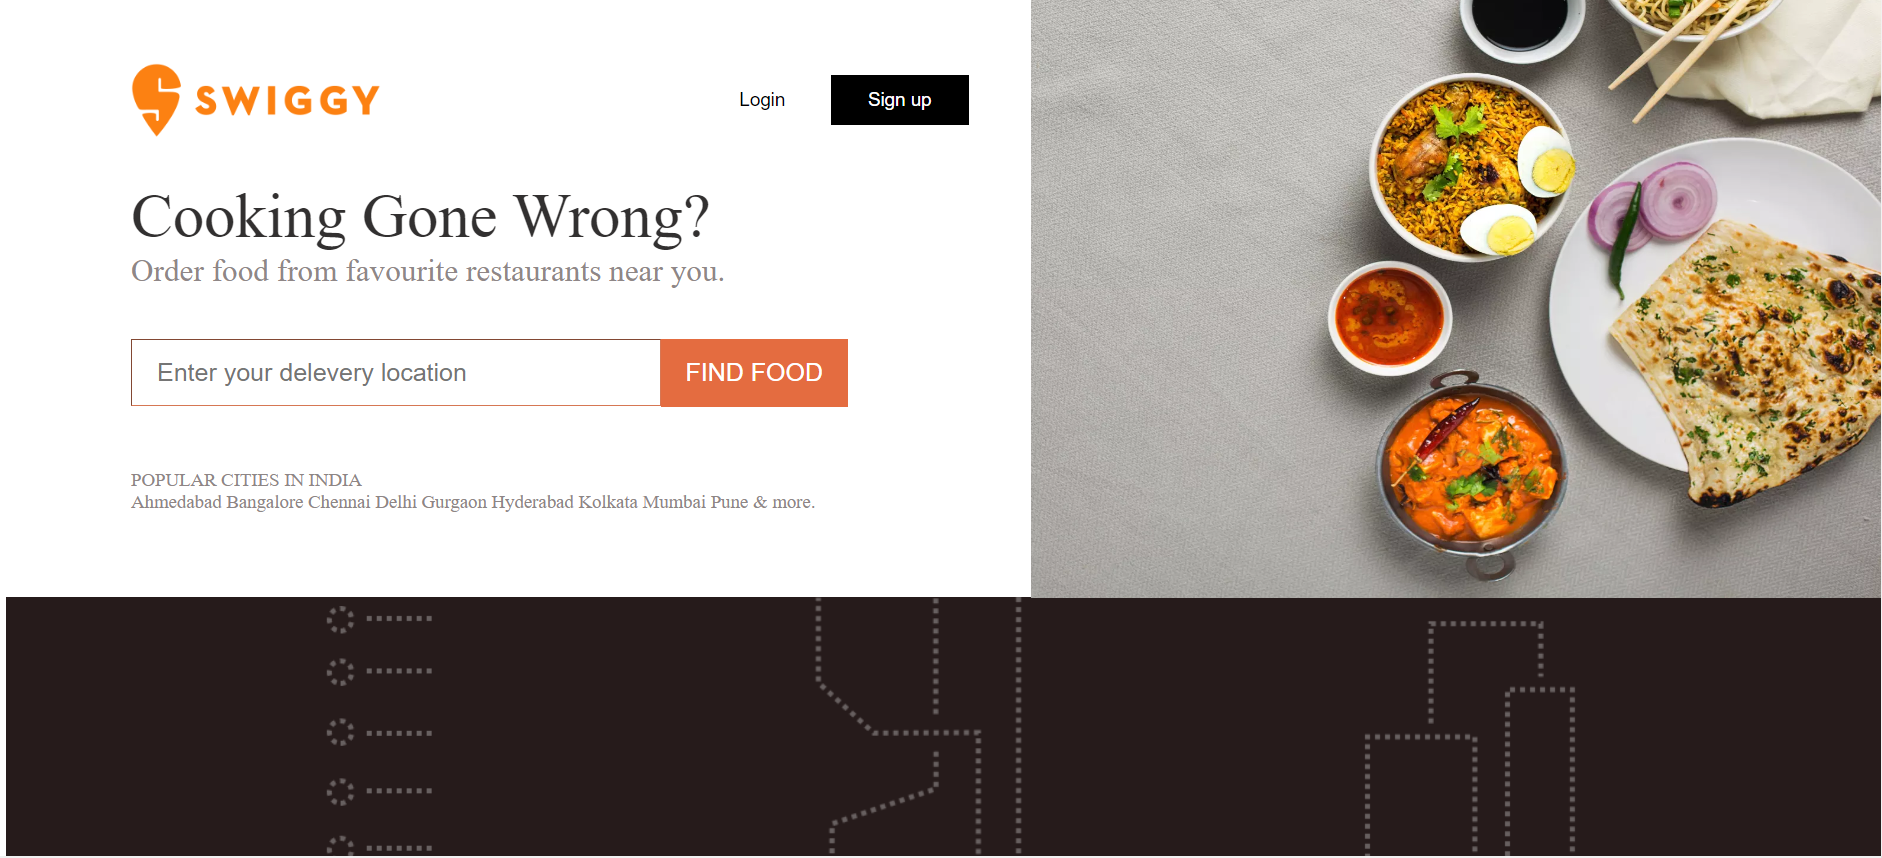 SWIGGY
Login
Sign up
Cooking Gone Wrong?
Order food from favourite restaurants near you.
Enter your delevery location
FIND FOOD
POPULAR CITIES IN INDIA
Ahmedabad Bangalore Chennai Delhi Gurgaon Hyderabad Kolkata Mumbai Pune & more.